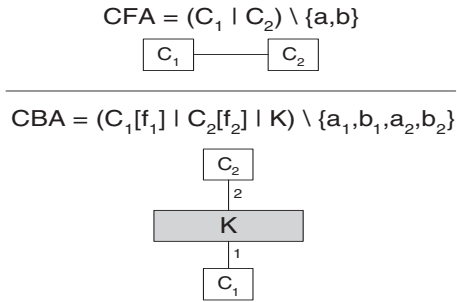 CFA = (C₁ | C₂) \ {a,b}
C₁ C₂
CBA = (C₁[f₁] | C₂[f₂] | K) \ {a₁,b₁,a₂,b₂}
C₂
2
K
1
C₁